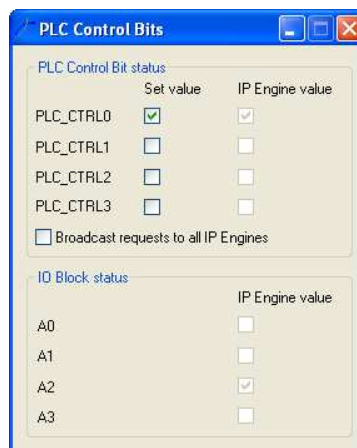 PLC Control Bits
PLC Control Bit status
Set value IP Engine value
PLC_CTRL0
PLC_CTRL1
PLC_CTRL2
PLC_CTRL3
Broadcast requests to all IP Engines
IO Block status
IP Engine value
A0
A1
A2
A3